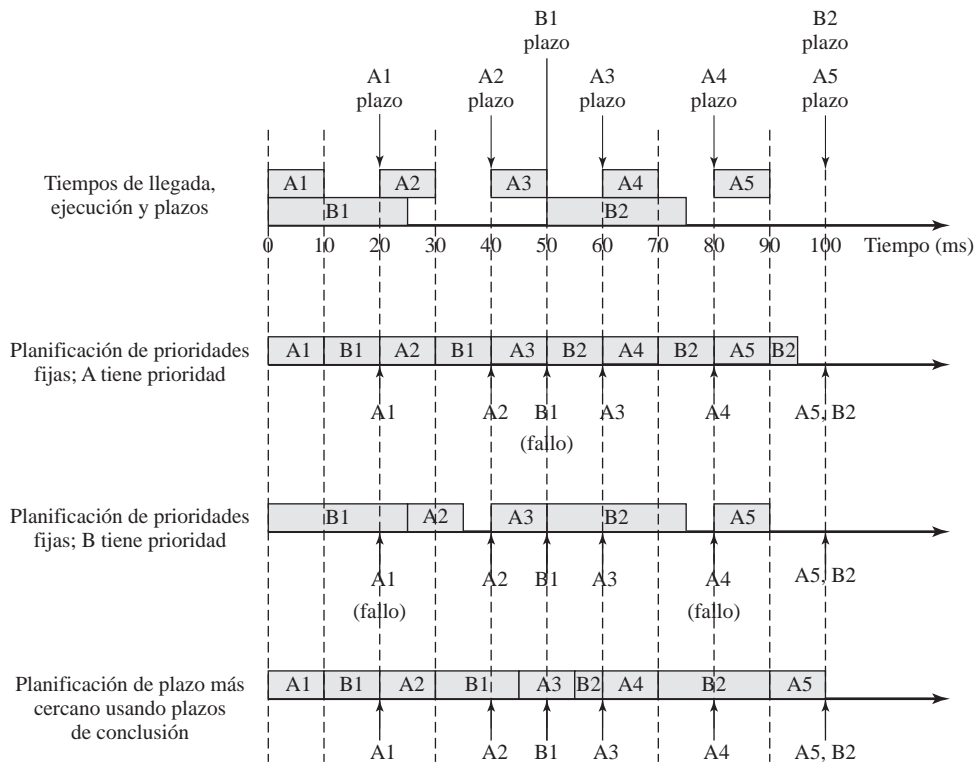 B1
plazo
B2
plazo
A1
plazo
A2
plazo
A3
plazo
A4
plazo
A5
plazo
Tiempos de llegada,
ejecución y plazos
A1 A2 A3 A4 A5
B1 B2
0 10 20 30 40 50 60 70 80 90 100 Tiempo (ms)
Planificación de prioridades
fijas; A tiene prioridad
A1 B1 A2 B1 A3 B2 A4 B2 A5 B2
A1 A2 B1 A3 A4 A5, B2
(fallo)
Planificación de prioridades
fijas; B tiene prioridad
B1 A2 A3 B2 A5
A1 A2 B1 A3 A4 A5, B2
(fallo) (fallo)
Planificación de plazo más
cercano usando plazos
de conclusión
A1 B1 A2 B1 A3 B2 A4 B2 A5
A1 A2 B1 A3 A4 A5, B2